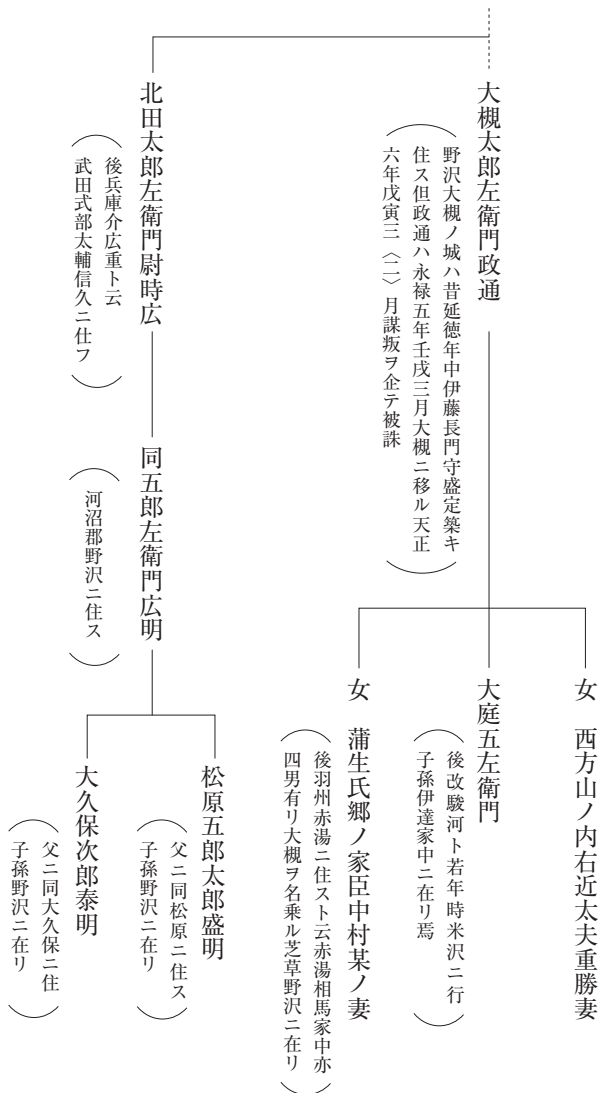 大槻太郎左衛門政通
野沢大槻ノ城ハ昔延徳年中伊藤長門守盛定築キ
住ス但政通ハ永禄五年壬戌三月大槻ニ移ル天正
六年戊寅三〈二〉月謀叛ヲ企テ被誅
女 西方山ノ内右近太夫重勝妻
大庭五左衛門
後改駿河ト若年時米沢ニ行
子孫伊達家中ニ在リ焉
女 蒲生氏郷ノ家臣中村某ノ妻
後羽州赤湯ニ住スト云赤湯相馬家中亦
四男有リ大槻ヲ名乗ル芝草野沢ニ在リ
北田太郎左衛門尉時広
後兵庫介広重ト云
武田式部太輔信久ニ仕フ
同五郎左衛門広明
河沼郡野沢ニ住ス
松原五郎太郎盛明
父ニ同松原ニ住ス
子孫野沢ニ在リ
大久保次郎泰明
父ニ同大久保ニ住
子孫野沢ニ在リ